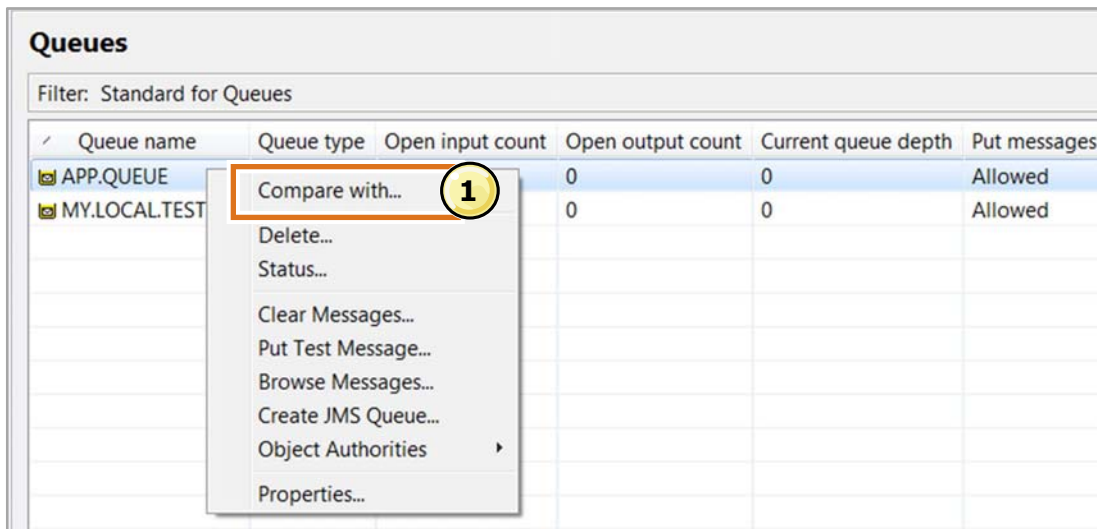 Queues
Filter: Standard for Queues
Queue name Queue type Open input count Open output count Current queue depth Put messages
APP.QUEUE 0 0 Allowed
MY.LOCAL.TEST 0 0 Allowed
Compare with... 1
Delete...
Status...
Clear Messages...
Put Test Message...
Browse Messages...
Create JMS Queue...
Object Authorities
Properties...